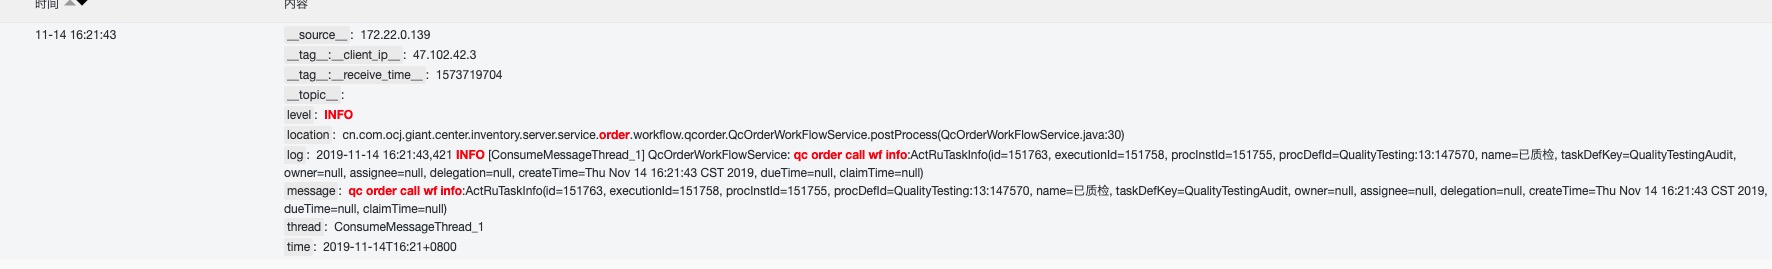 时间 内容
11-14 16:21:43 __source__ : 172.22.0.139
__tag__:__client_ip__ : 47.102.42.3
__tag__:__receive_time__ : 1573719704
__topic__ :
level : INFO
location : cn.com.ocj.giant.center.inventory.server.service.order.workflow.qcorder.QcOrderWorkFlowService.postProcess(QcOrderWorkFlowService.java:30)
log : 2019-11-14 16:21:43,421 INFO [ConsumeMessageThread_1] QcOrderWorkFlowService: qc order call wf info:ActRuTaskInfo(id=151763, executionId=151758, procInstId=151755, procDefId=QualityTesting:13:147570, name=已质检, taskDefKey=QualityTestingAudit,
owner=null, assignee=null, delegation=null, createTime=Thu Nov 14 16:21:43 CST 2019, dueTime=null, claimTime=null)
message : qc order call wf info:ActRuTaskInfo(id=151763, executionId=151758, procInstId=151755, procDefId=QualityTesting:13:147570, name=已质检, taskDefKey=QualityTestingAudit, owner=null, assignee=null, delegation=null, createTime=Thu Nov 14 16:21:43 CST 2019,
dueTime=null, claimTime=null)
thread : ConsumeMessageThread_1
time : 2019-11-14T16:21+0800